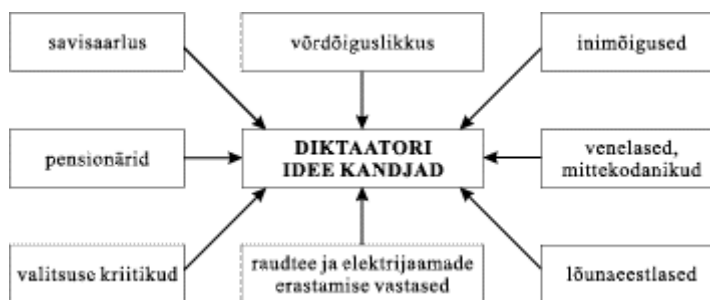 savisaarlus
võrdõiguslikkus
inimõigused
pensionärid
DIKTAATORI
IDEE KANDJAD
venelased,
mittekodanikud
valitsuse kriitikud
raudtee ja elektrijaamade
erastamise vastased
lõunaeestlased